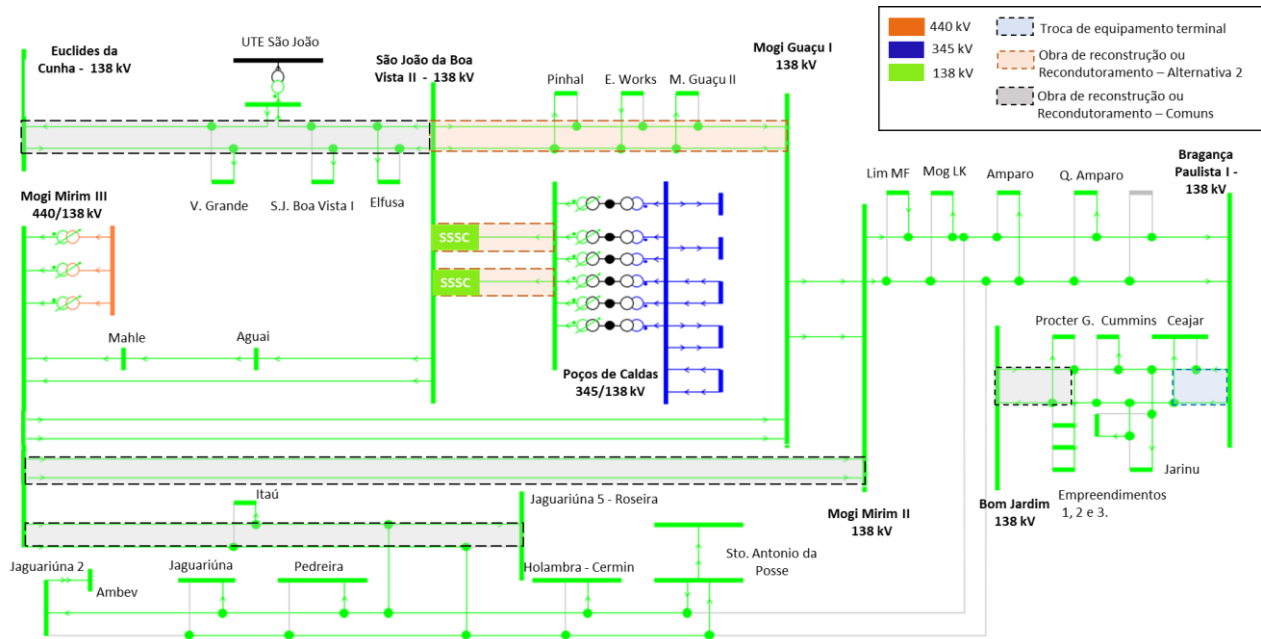 UTE São João
Euclides da
Cunha - 138 kV
São João da Boa
Vista II - 138 kV
Mogi Guaçu I
138 kV
Pinhal
E. Works
M. Guaçu II
440 kV
345 kV
138 kV
Troca de equipamento terminal
Obra de reconstrução ou
Recondutoramento – Alternativa 2
Obra de reconstrução ou
Recondutoramento – Comuns
V. Grande
S.J. Boa Vista I
Elfusa
Mogi Mirim III
440/138 kV
SSSC
SSSC
Mahle
Aguai
Poços de Caldas
345/138 kV
Lim MF
Mog LK
Amparo
Q. Amparo
Bragança
Paulista I -
138 kV
Procter G.
Cummins
Ceajar
Jarinu
Empreendimentos
1, 2 e 3.
Bom Jardim
138 kV
Mogi Mirim II
138 kV
Itaú
Jaguariúna 5 - Roseira
Sto. Antonio da
Posse
Jaguariúna 2
Ambev
Jaguariúna
Pedreira
Holambra - Cermin